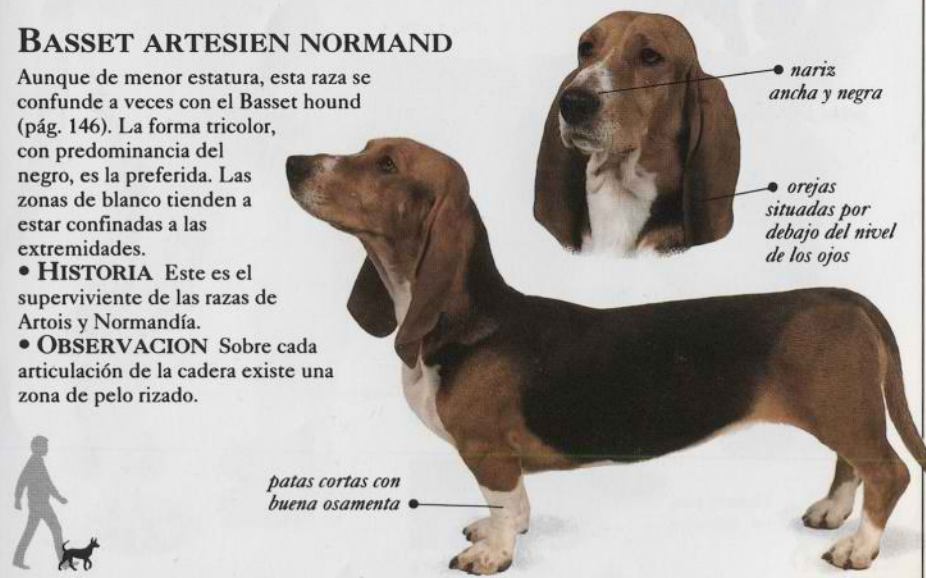 BASSET ARTESIEN NORMAND
Aunque de menor estatura, esta raza se
confunde a veces con el Basset hound
(pág. 146). La forma tricolor,
con predominancia del
negro, es la preferida. Las
zonas de blanco tienden a
estar confinadas a las
extremidades.
• HISTORIA Este es el
superviviente de las razas de
Artois y Normandía.
• OBSERVACION Sobre cada
articulación de la cadera existe una
zona de pelo rizado.
nariz
ancha y negra
orejas
situadas por
debajo del nivel
de los ojos
patas cortas con
buena osamenta